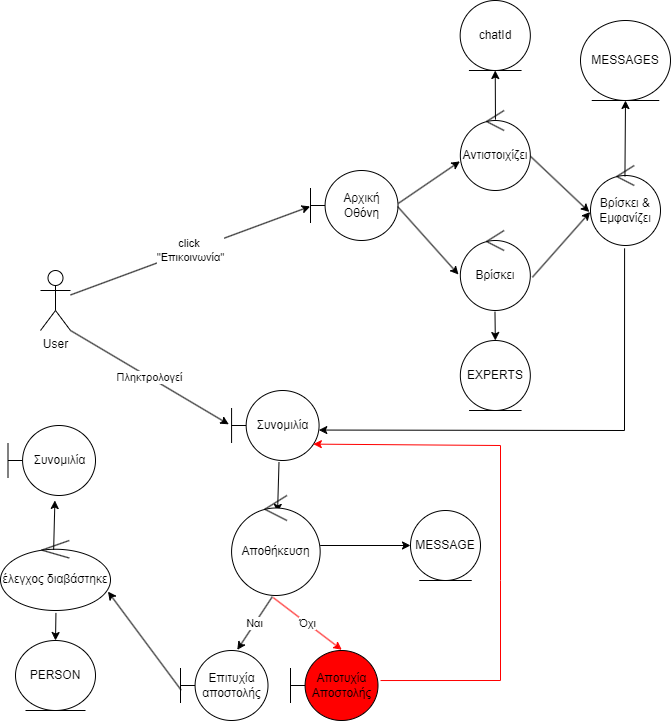 chatId
MESSAGES
Αντιστοιχίζει
Αρχική
Οθόνη
Βρίσκει &
Εμφανίζει
click
"Επικοινωνία"
Βρίσκει
User
Πληκτρολογεί
EXPERTS
Συνομιλία
Συνομιλία
Αποθήκευση
MESSAGE
έλεγχος διαβάστηκε
Ναι
Όχι
PERSON
Επιτυχία
αποστολής
Αποτυχία
Αποστολής